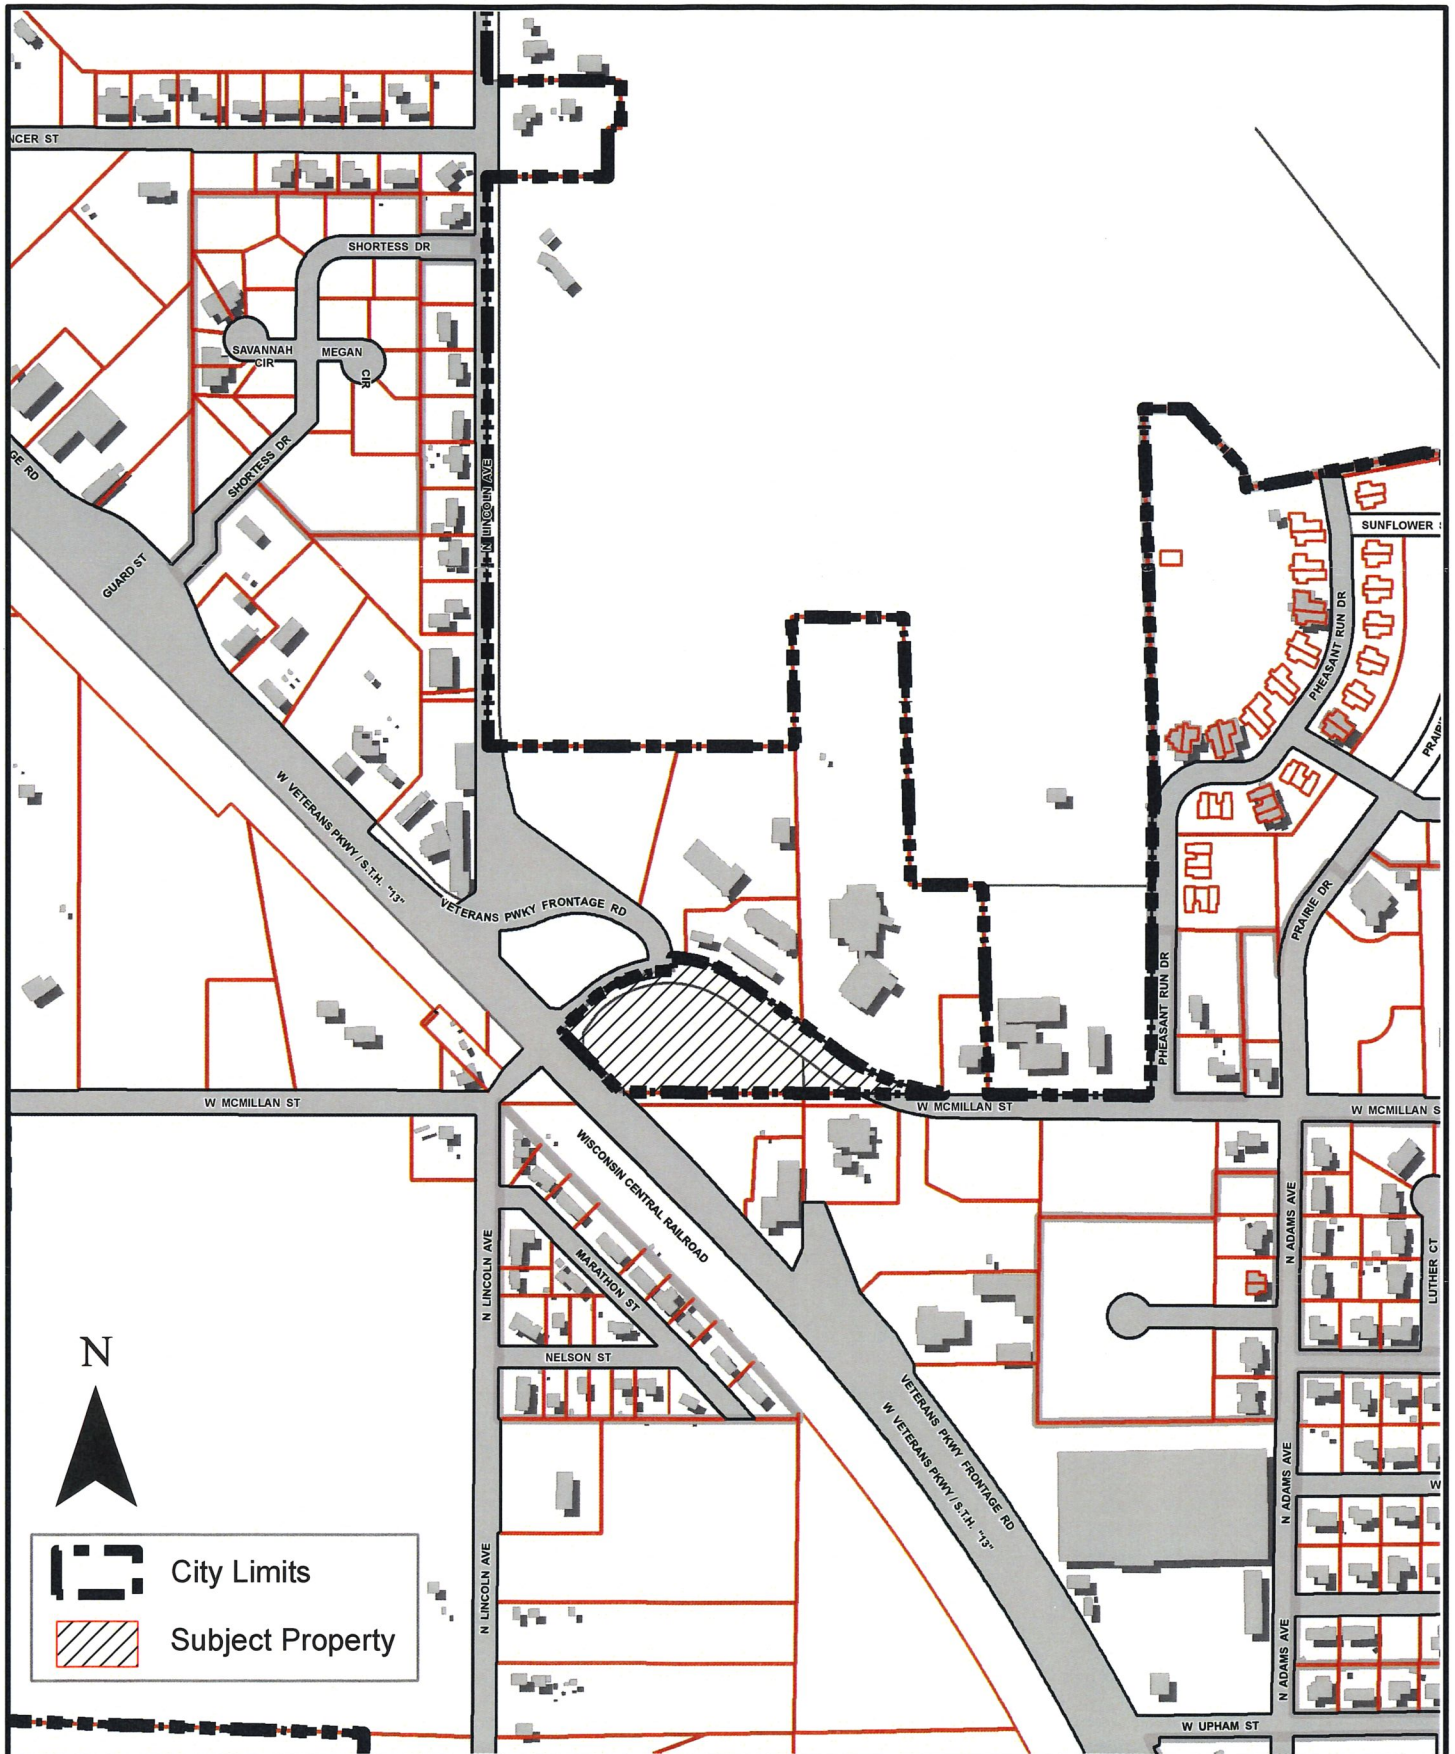 NCER ST
SHORTESS DR
SAVANNAH
CIR
MEGAN
CIR
GE RD
SHORTESS DR
N LINCOLN AVE
SUNFLOWER
GUARD ST
PHEASANT RUN DR
W VETERANS PKWY / S.T.H. "13"
VETERANS PWKY FRONTAGE RD
PRAIRIE DR
PHEASANT RUN DR
W MCMILLAN ST
W MCMILLAN ST
W MCMILLAN S
WISCONSIN CENTRAL RAILROAD
N LINCOLN AVE
MARATHON ST
N ADAMS AVE
LUTHER CT
NELSON ST
N
VETERANS PKWY FRONTAGE RD
W VETERANS PKWY / S.T.H. "13"
N ADAMS AVE
W
City Limits
Subject Property
N LINCOLN AVE
N ADAMS AVE
W UPHAM ST